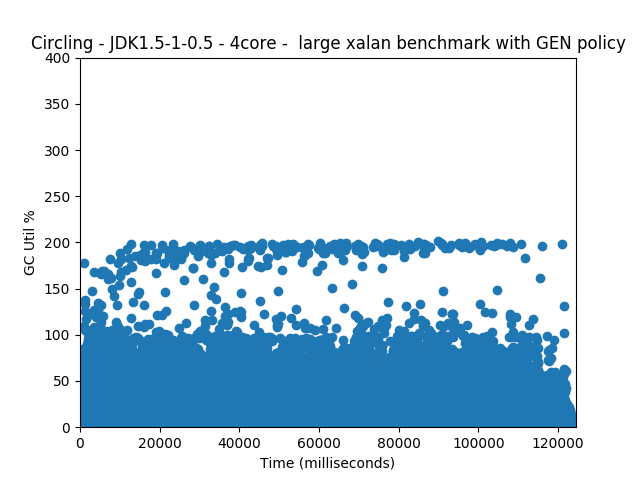 Circling - JDK1.5-1-0.5 - 4core -  large xalan benchmark with GEN policy
400
350
300
250
200
150
100
50
0
GC Util %
0 20000 40000 60000 80000 100000 120000
Time (milliseconds)